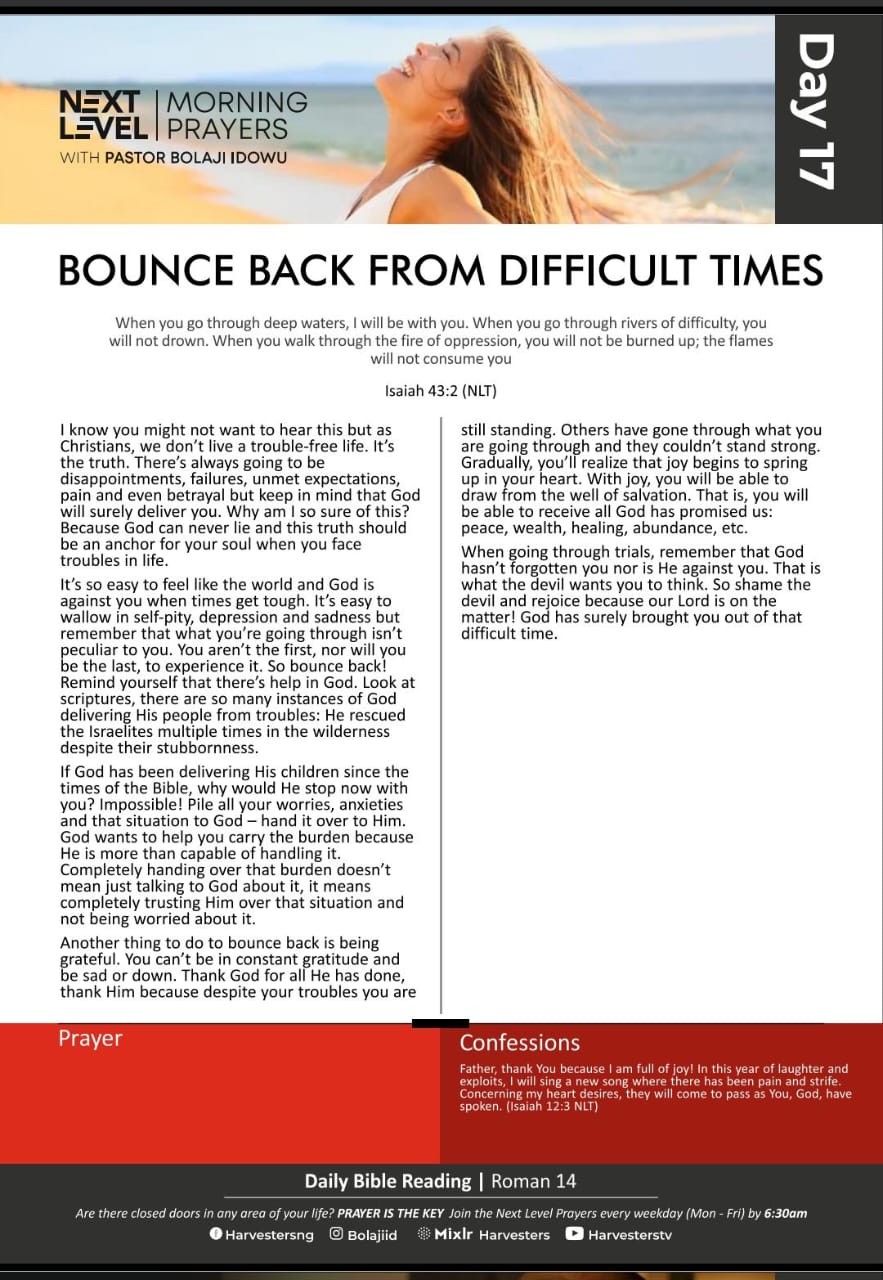 NEXT LEVEL | MORNING PRAYERS
WITH PASTOR BOLAJI IDOWU
Day 17
BOUNCE BACK FROM DIFFICULT TIMES
When you go through deep waters, I will be with you. When you go through rivers of difficulty, you
will not drown. When you walk through the fire of oppression, you will not be burned up; the flames
will not consume you
Isaiah 43:2 (NLT)
I know you might not want to hear this but as
Christians, we don’t live a trouble-free life. It’s
the truth. There’s always going to be
disappointments, failures, unmet expectations,
pain and even betrayal but keep in mind that God
will surely deliver you. Why am I so sure of this?
Because God can never lie and this truth should
be an anchor for your soul when you face
troubles in life.
It’s so easy to feel like the world and God is
against you when times get tough. It’s easy to
wallow in self-pity, depression and sadness but
remember that what you’re going through isn’t
peculiar to you. You aren’t the first, nor will you
be the last, to experience it. So bounce back!
Remind yourself that there’s help in God. Look at
scriptures, there are so many instances of God
delivering His people from troubles: He rescued
the Israelites multiple times in the wilderness
despite their stubbornness.
If God has been delivering His children since the
times of the Bible, why would He stop now with
you? Impossible! Pile all your worries, anxieties
and that situation to God – hand it over to Him.
God wants to help you carry the burden because
He is more than capable of handling it.
Completely handing over that burden doesn’t
mean just talking to God about it, it means
completely trusting Him over that situation and
not being worried about it.
Another thing to do to bounce back is being
grateful. You can’t be in constant gratitude and
be sad or down. Thank God for all He has done,
thank Him because despite your troubles you are
still standing. Others have gone through what you
are going through and they couldn’t stand strong.
Gradually, you’ll realize that joy begins to spring
up in your heart. With joy, you will be able to
draw from the well of salvation. That is, you will
be able to receive all God has promised us:
peace, wealth, healing, abundance, etc.
When going through trials, remember that God
hasn’t forgotten you nor is He against you. That is
what the devil wants you to think. So shame the
devil and rejoice because our Lord is on the
matter! God has surely brought you out of that
difficult time.
Prayer
Confessions
Father, thank You because I am full of joy! In this year of laughter and
exploits, I will sing a new song where there has been pain and strife.
Concerning my heart desires, they will come to pass as You, God, have
spoken. (Isaiah 12:3 NLT)
Daily Bible Reading | Roman 14
Are there closed doors in any area of your life? PRAYER IS THE KEY Join the Next Level Prayers every weekday (Mon - Fri) by 6:30am
Harvestersng Bolajiid Mixlr Harvesters Harvesterstv